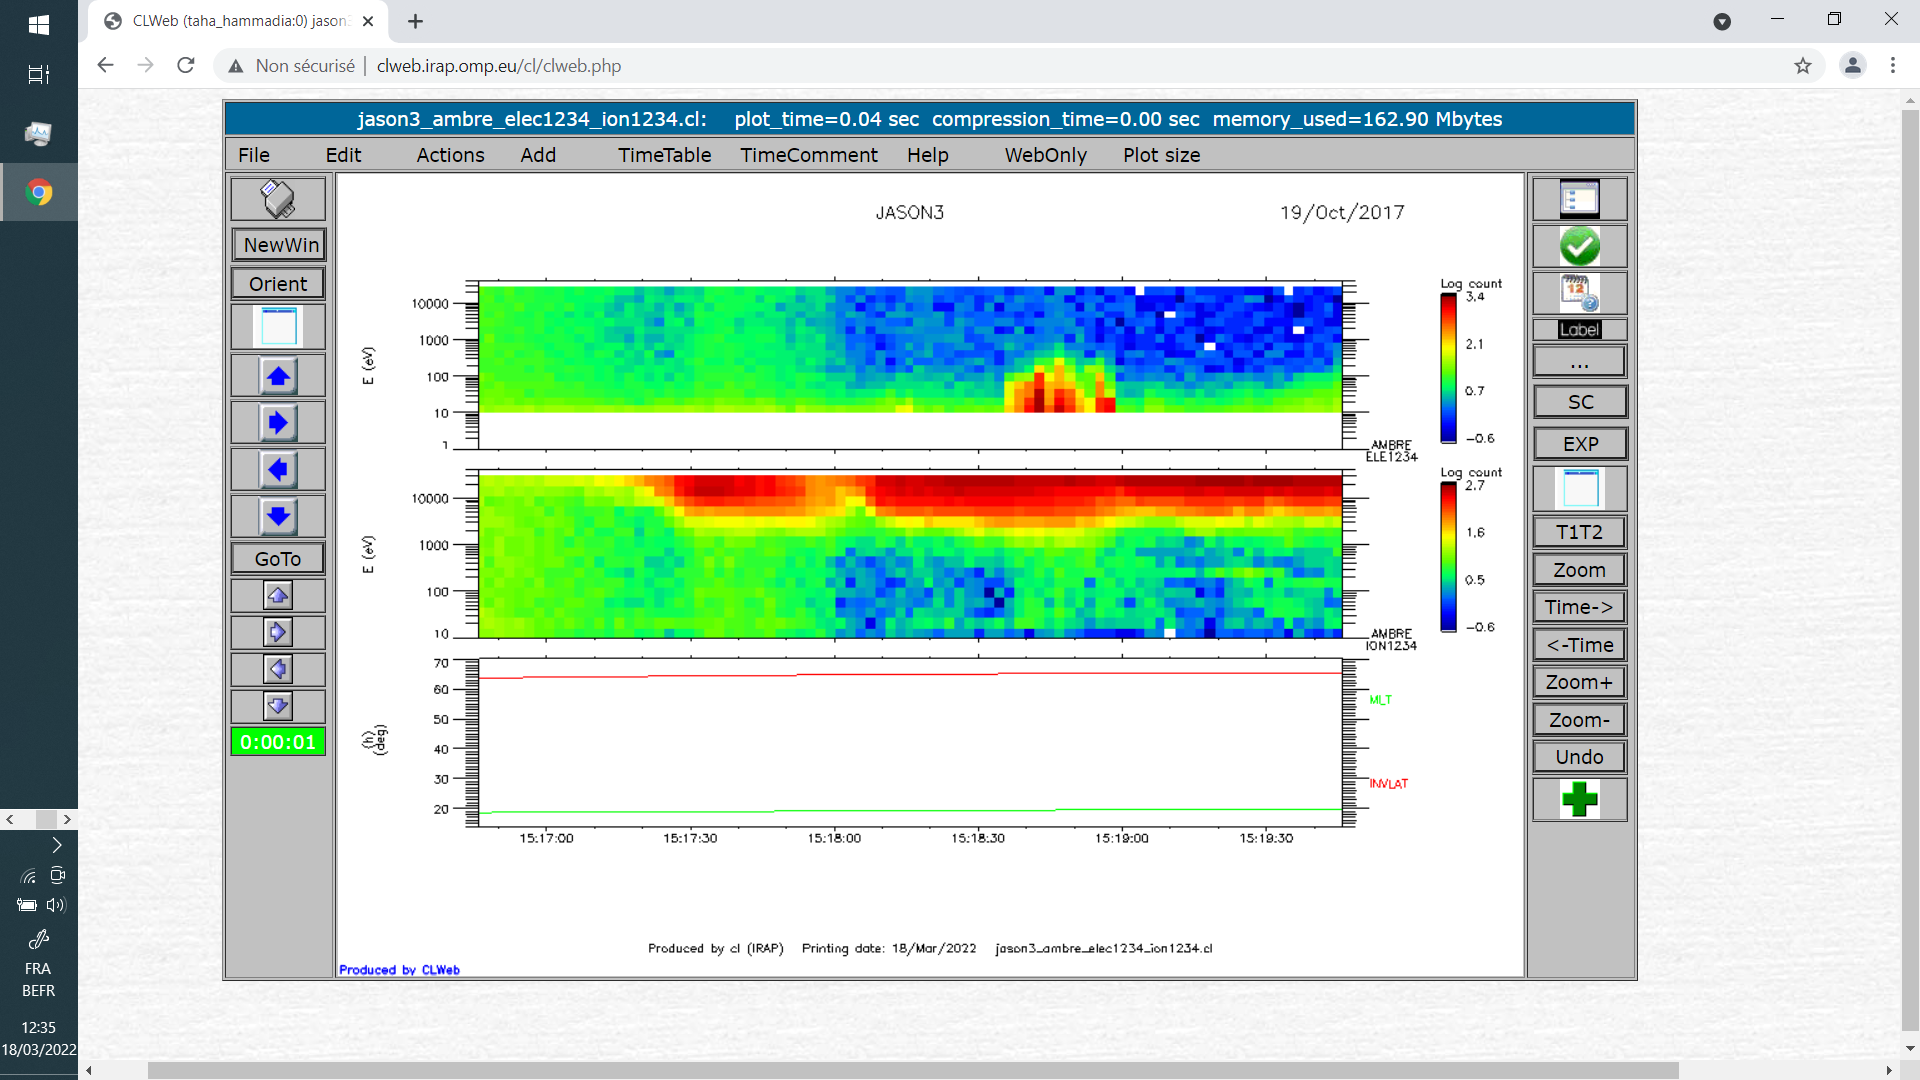 CLWeb (taha_hammadia:0) jason3
Non sécurisé | clweb.irap.omp.eu/cl/clweb.php
jason3_ambre_elec1234_ion1234.cl: plot_time=0.04 sec compression_time=0.00 sec memory_used=162.90 Mbytes
File Edit Actions Add TimeTable TimeComment Help WebOnly Plot size
NewWin
Orient
GoTo
0:00:01
JASON3 19/Oct/2017
E (eV)
10000
1000
100
10
1
Log count
3.4
2.1
0.7
-0.6
AMBRE
ELE1234
E (eV)
10000
1000
100
10
Log count
2.7
1.6
0.5
-0.6
AMBRE
ION1234
(h)
(deg)
70
60
50
40
30
20
MLT
INVLAT
15:17:00 15:17:30 15:18:00 15:18:30 15:19:00 15:19:30
Produced by cl (IRAP) Printing date: 18/Mar/2022 jason3_ambre_elec1234_ion1234.cl
Produced by CLWeb
12
Label
...
SC
EXP
T1T2
Zoom
Time->
<-Time
Zoom+
Zoom-
Undo
FRA
BEFR
12:35
18/03/2022